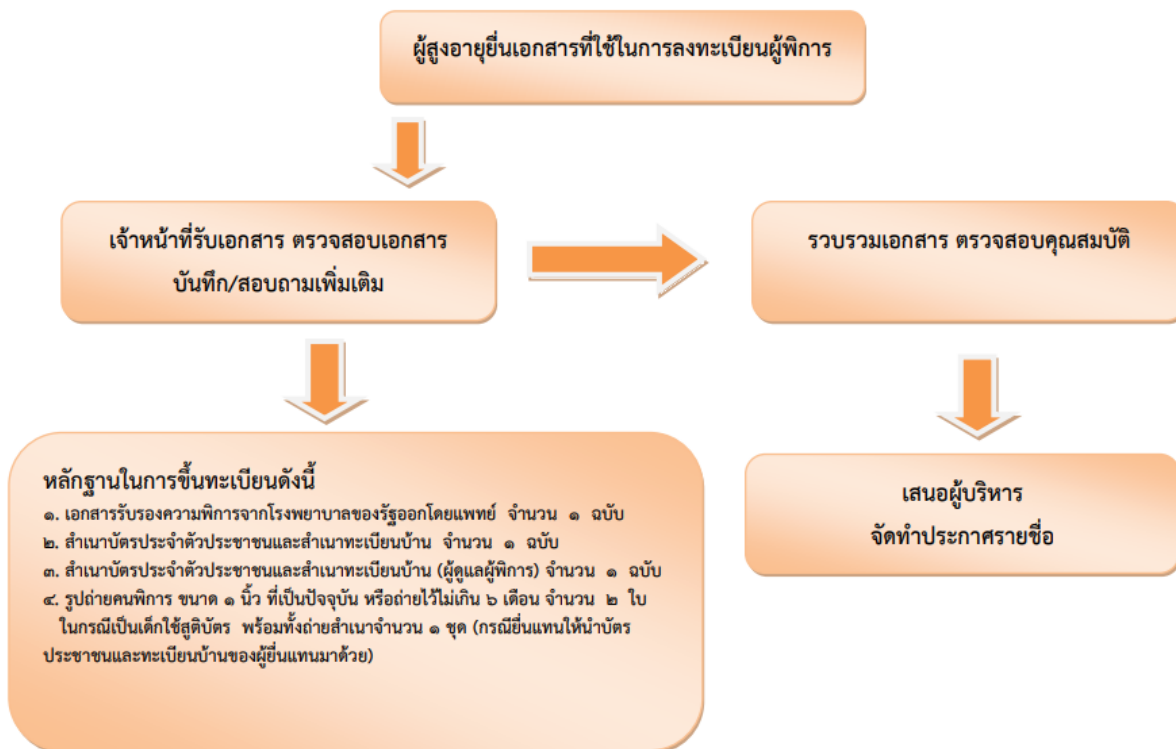 ผู้สูงอายุยื่นเอกสารที่ใช้ในการลงทะเบียนผู้พิการ
เจ้าหน้าที่รับเอกสาร ตรวจสอบเอกสาร
บันทึก/สอบถามเพิ่มเติม
รวบรวมเอกสาร ตรวจสอบคุณสมบัติ
หลักฐานในการขึ้นทะเบียนดังนี้
๑. เอกสารรับรองความพิการจากโรงพยาบาลของรัฐออกโดยแพทย์ จำนวน ๑ ฉบับ
๒. สำเนาบัตรประจำตัวประชาชนและสำเนาทะเบียนบ้าน จำนวน ๑ ฉบับ
๓. สำเนาบัตรประจำตัวประชาชนและสำเนาทะเบียนบ้าน (ผู้ดูแลผู้พิการ) จำนวน ๑ ฉบับ
๔. รูปถ่ายคนพิการ ขนาด ๑ นิ้ว ที่เป็นปัจจุบัน หรือถ่ายไว้ไม่เกิน ๖ เดือน จำนวน ๒ ใบ
ในกรณีเป็นเด็กใช้สูติบัตร พร้อมทั้งถ่ายสำเนาจำนวน ๑ ชุด (กรณียื่นแทนให้นำบัตร
ประชาชนและทะเบียนบ้านของผู้ยื่นแทนมาด้วย)
เสนอผู้บริหาร
จัดทำประกาศรายชื่อ